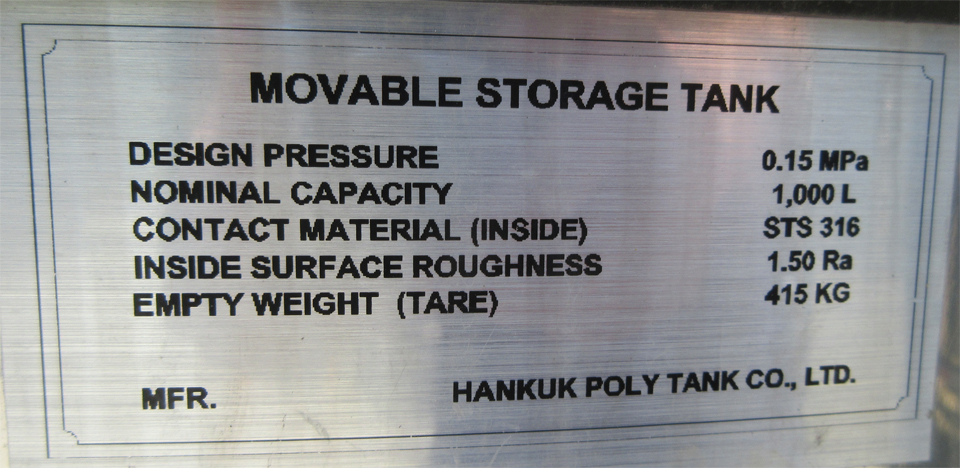 MOVABLE STORAGE TANK
DESIGN PRESSURE 0.15 MPa
NOMINAL CAPACITY 1,000 L
CONTACT MATERIAL (INSIDE) STS 316
INSIDE SURFACE ROUGHNESS 1.50 Ra
EMPTY WEIGHT (TARE) 415 KG
MFR. HANKUK POLY TANK CO., LTD.